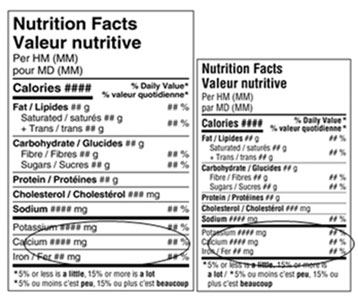 Nutrition Facts
Valeur nutritive
Per HM (MM)
pour MD (MM)
Calories ####
% Daily Value*
% valeur quotidienne*
Fat / Lipides ## g ## %
Saturated / saturés ## g
+ Trans / trans ## g ## %
Carbohydrate / Glucides ## g
Fibre / Fibres ## g ## %
Sugars / Sucres ## g ## %
Protein / Protéines ## g
Cholesterol / Cholestérol ### mg
Sodium #### mg ## %
Potassium #### mg ## %
Calcium #### mg ## %
Iron / Fer ## mg ## %
*5% or less is a little, 15% or more is
a lot
*5% ou moins c'est peu, 15% ou
plus c'est beaucoup
Nutrition Facts
Valeur nutritive
Per HM (MM)
par MD (MM)
Calories ####
% Daily Value*
% valeur quotidienne*
Fat / Lipides ## g ## %
Saturated / saturés ## g
+ Trans / trans ## g ## %
Carbohydrate / Glucides ## g
Fibre / Fibres ## g ## %
Sugars / Sucres ## g ## %
Protein / Protéines ## g
Cholesterol / Cholestérol ### mg
Sodium #### mg ## %
Potassium #### mg ## %
Calcium #### mg ## %
Iron / Fer ## mg ## %
*5% or less is a little, 15% or more is a
lot / *5% ou moins c'est peu, 15% ou
plus c'est beaucoup